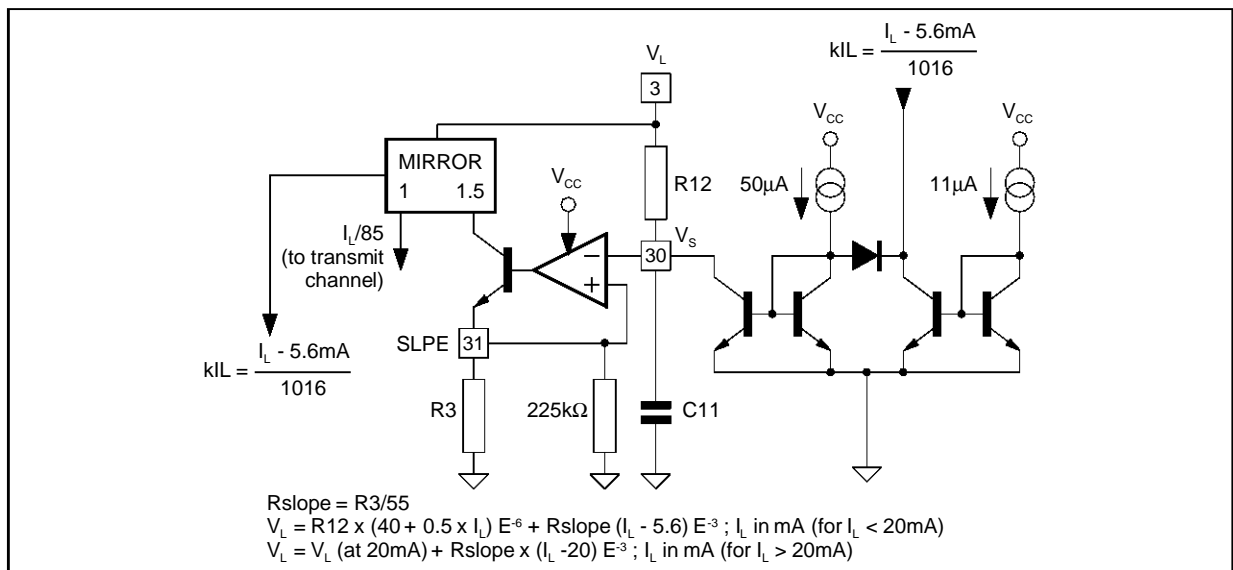 V_L
kIL = (I_L - 5.6mA) / 1016
3
V_CC
V_CC
MIRROR
1 1.5
R12
50µA
11µA
V_CC
I_L/85
(to transmit
channel)
V_S
30
−
+
SLPE 31
kIL = (I_L - 5.6mA) / 1016
R3
225kΩ
C11
Rslope = R3/55
V_L = R12 x (40 + 0.5 x I_L) E^-6 + Rslope (I_L - 5.6) E^-3 ; I_L in mA (for I_L < 20mA)
V_L = V_L (at 20mA) + Rslope x (I_L -20) E^-3 ; I_L in mA (for I_L > 20mA)